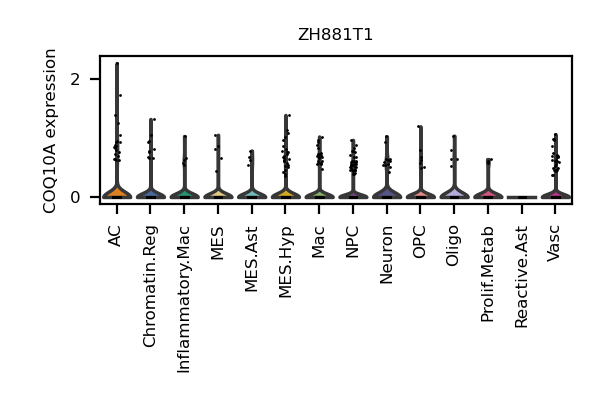 ZH881T1
COQ10A expression
2
0
AC
Chromatin.Reg
Inflammatory.Mac
MES
MES.Ast
MES.Hyp
Mac
NPC
Neuron
OPC
Oligo
Prolif.Metab
Reactive.Ast
Vasc